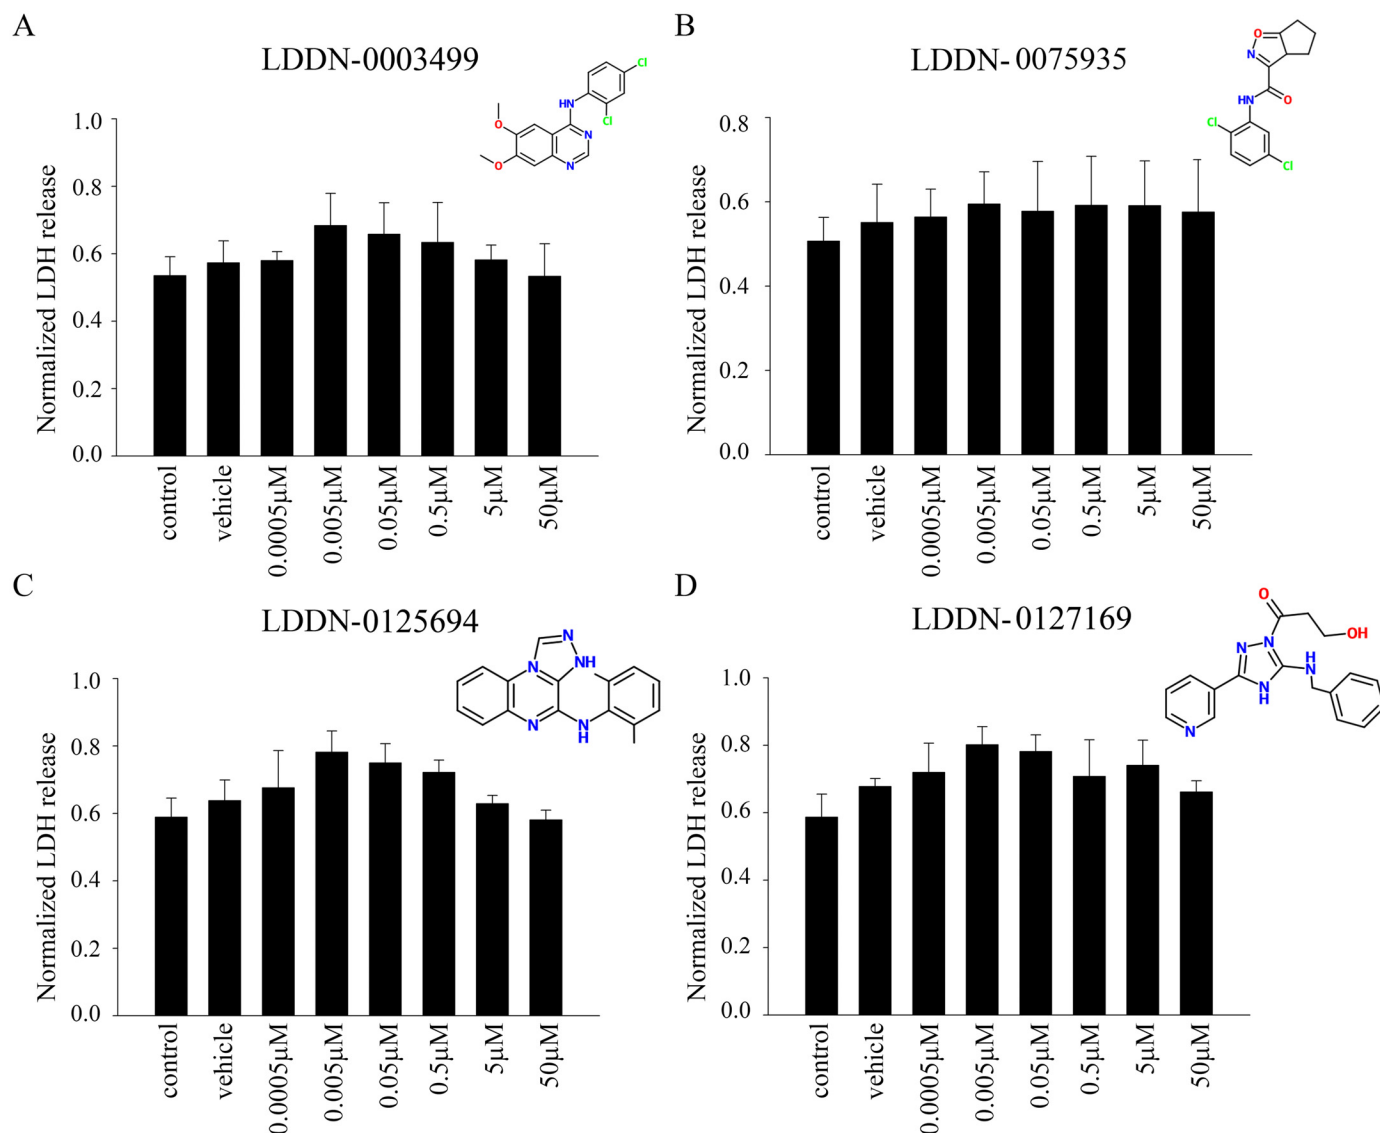 A
LDDN-0003499
Cl
HN
Cl
O
N
O
N
Normalized LDH release
1.0
0.8
0.6
0.4
0.2
0.0
control
vehicle
0.0005μM
0.005μM
0.05μM
0.5μM
5μM
50μM
B
LDDN- 0075935
O
N
HN
O
Cl
Cl
Normalized LDH release
0.8
0.6
0.4
0.2
0.0
control
vehicle
0.0005μM
0.005μM
0.05μM
0.5μM
5μM
50μM
C
LDDN-0125694
N
N
NH
N
N
H
Normalized LDH release
1.0
0.8
0.6
0.4
0.2
0.0
control
vehicle
0.0005μM
0.005μM
0.05μM
0.5μM
5μM
50μM
D
LDDN-0127169
O
OH
N
N
H
N
N
H
N
Normalized LDH release
1.0
0.8
0.6
0.4
0.2
0.0
control
vehicle
0.0005μM
0.005μM
0.05μM
0.5μM
5μM
50μM